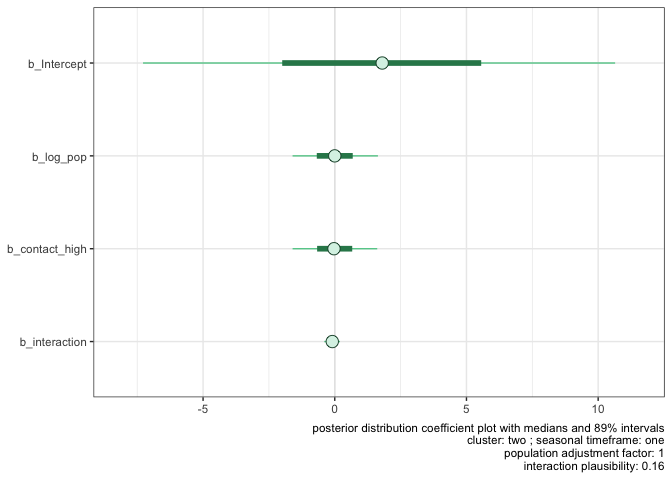 b_Intercept
b_log_pop
b_contact_high
b_interaction
-5 0 5 10
posterior distribution coefficient plot with medians and 89% intervals
cluster: two ; seasonal timeframe: one
population adjustment factor: 1
interaction plausibility: 0.16